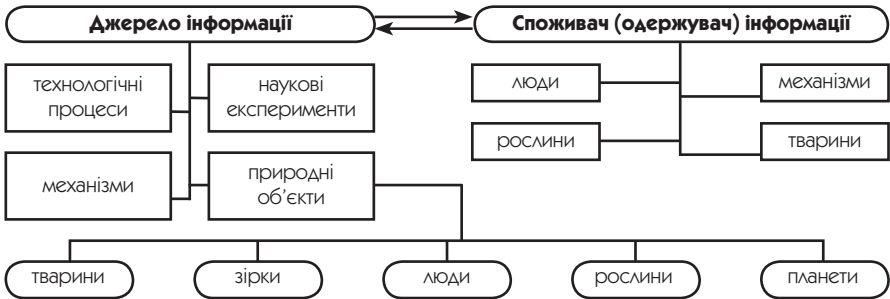 Джерело інформації
Споживач (одержувач) інформації
технологічні
процеси
наукові
експерименти
люди
механізми
рослини
тварини
механізми
природні
об’єкти
тварини
зірки
люди
рослини
планети